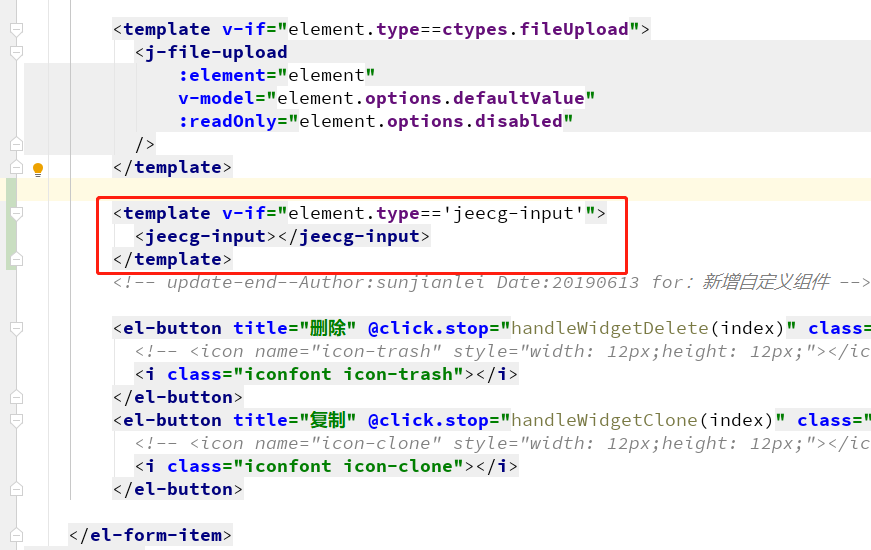 <template v-if="element.type==ctypes.fileUpload">
<j-file-upload
:element="element"
v-model="element.options.defaultValue"
:readOnly="element.options.disabled"
/>
</template>
<template v-if="element.type=='jeecg-input'">
<jeecg-input></jeecg-input>
</template>
<!-- update-end--Author:sunjianlei Date:20190613 for：新增自定义组件 -->
<el-button title="删除" @click.stop="handleWidgetDelete(index)" class=
<!-- <icon name="icon-trash" style="width: 12px;height: 12px;"></ic
<i class="iconfont icon-trash"></i>
</el-button>
<el-button title="复制" @click.stop="handleWidgetClone(index)" class="
<!-- <icon name="icon-clone" style="width: 12px;height: 12px;"></ic
<i class="iconfont icon-clone"></i>
</el-button>
</el-form-item>